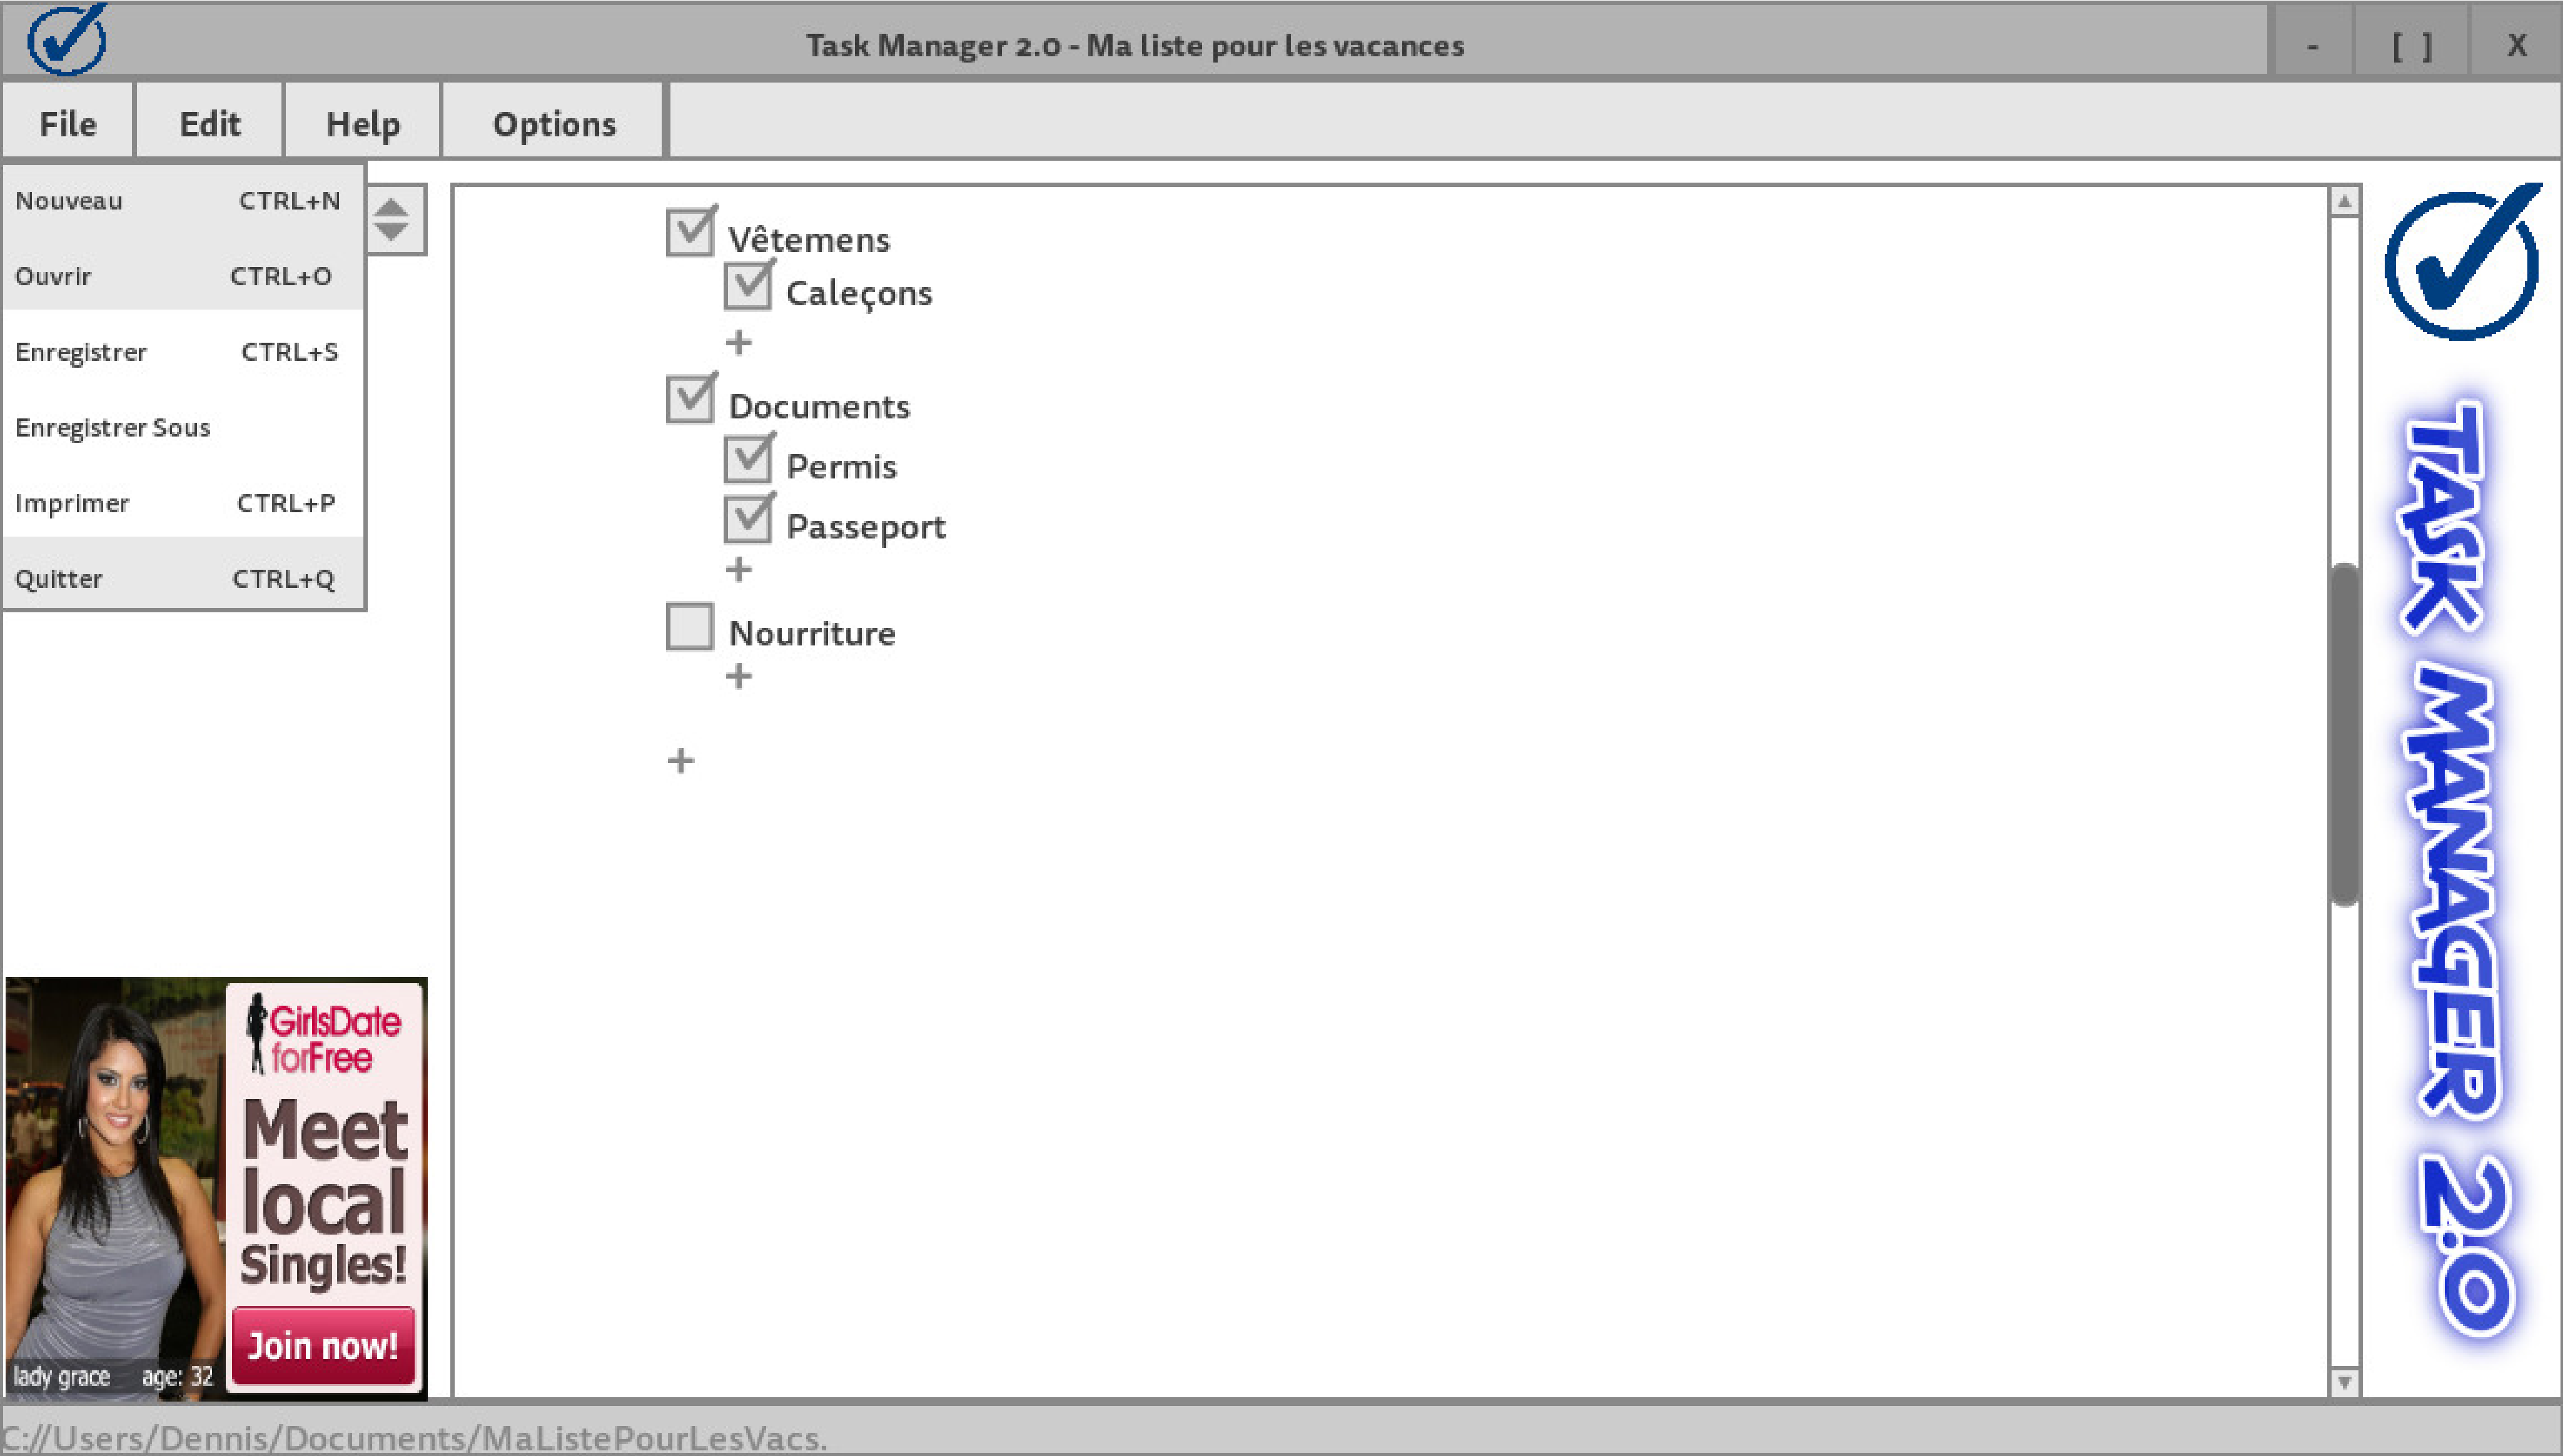 Task Manager 2.0 - Ma liste pour les vacances
- [ ] X
File Edit Help Options
Nouveau CTRL+N
Ouvrir CTRL+O
Enregistrer CTRL+S
Enregistrer Sous
Imprimer CTRL+P
Quitter CTRL+Q
Vêtemens
Caleçons
+
Documents
Permis
Passeport
+
Nourriture
+
+
TASK MANAGER 2.0
GirlsDate
forFree
Meet
local
Singles!
Join now!
lady grace age: 32
C://Users/Dennis/Documents/MaListePourLesVacs.